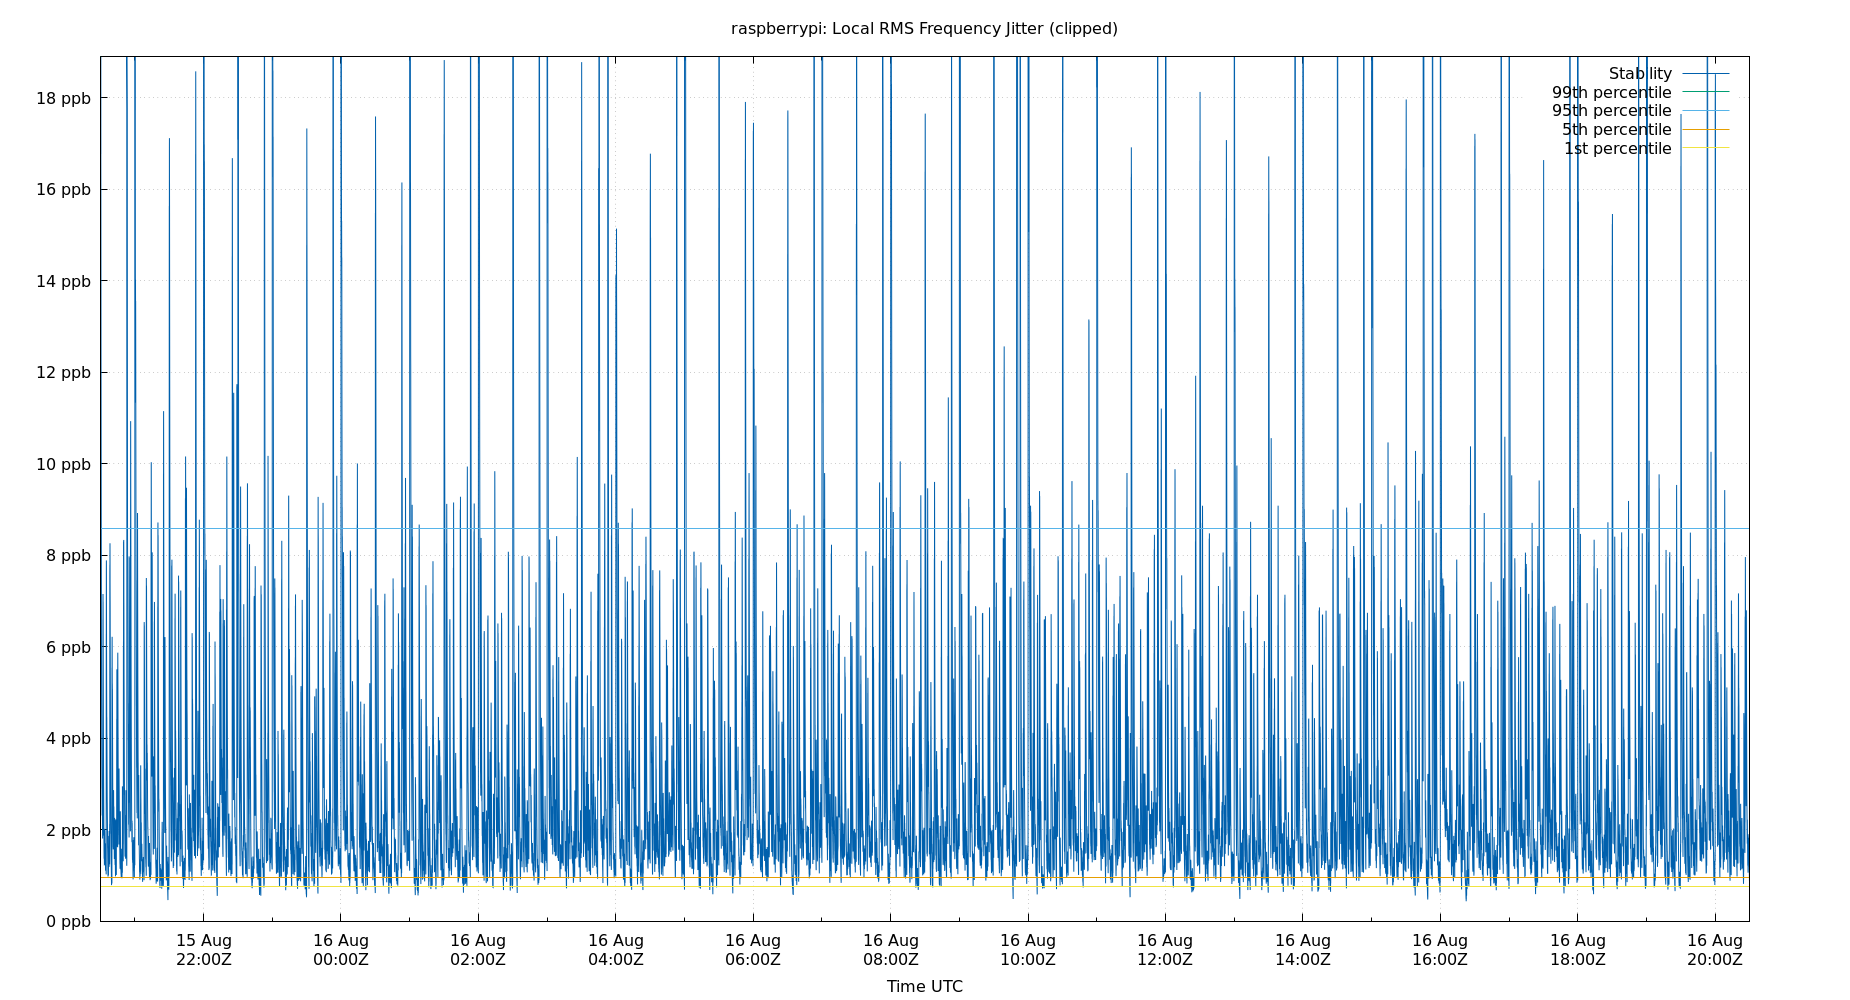 raspberrypi: Local RMS Frequency Jitter (clipped)
Stability
99th percentile
95th percentile
5th percentile
1st percentile
18 ppb
16 ppb
14 ppb
12 ppb
10 ppb
8 ppb
6 ppb
4 ppb
2 ppb
0 ppb
15 Aug 16 Aug 16 Aug 16 Aug 16 Aug 16 Aug 16 Aug 16 Aug 16 Aug 16 Aug 16 Aug 16 Aug
22:00Z 00:00Z 02:00Z 04:00Z 06:00Z 08:00Z 10:00Z 12:00Z 14:00Z 16:00Z 18:00Z 20:00Z
Time UTC